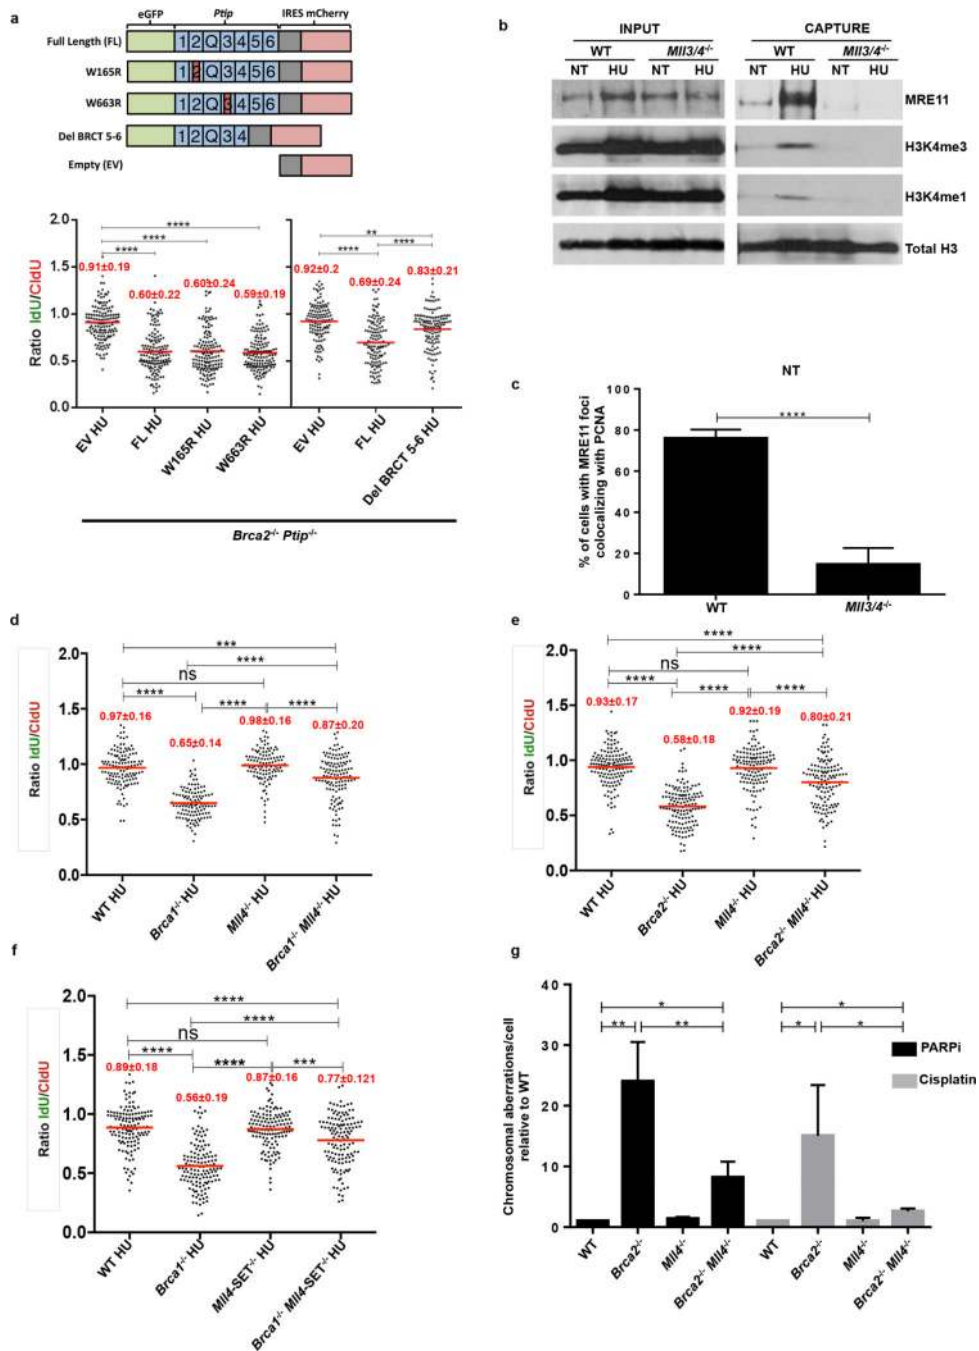 a
eGFP Ptip IRES mCherry
Full Length (FL) 1 2 Q 3 4 5 6
W165R 1 2 Q 3 4 5 6
W663R 1 2 Q 3 4 5 6
Del BRCT 5-6 1 2 Q 3 4
Empty (EV)
Ratio IdU/CldU
2.0
1.5
1.0
0.5
0.0
****
****
****
0.91±0.19
0.60±0.22
0.60±0.24
0.59±0.19
**
**** ****
0.92±0.2
0.69±0.24
0.83±0.21
EV HU
FL HU
W165R HU
W663R HU
EV HU
FL HU
Del BRCT 5-6 HU
Brca2-/- Ptip-/-
b
INPUT CAPTURE
WT Mll3/4-/- WT Mll3/4-/-
NT HU NT HU NT HU NT HU
MRE11
H3K4me3
H3K4me1
Total H3
c
NT
% of cells with MRE11 foci
colocalizing with PCNA
100
80
60
40
20
0
****
WT Mll3/4-/-
d
Ratio IdU/CldU
2.0
1.5
1.0
0.5
0.0
***
****
ns
**** **** ****
0.97±0.16
0.65±0.14
0.98±0.16
0.87±0.20
WT HU
Brca1-/- HU
Mll4-/- HU
Brca1-/- Mll4-/- HU
e
Ratio IdU/CldU
2.0
1.5
1.0
0.5
0.0
****
****
ns
**** **** ****
0.93±0.17
0.58±0.18
0.92±0.19
0.80±0.21
WT HU
Brca2-/- HU
Mll4-/- HU
Brca2-/- Mll4-/- HU
f
Ratio IdU/CldU
2.0
1.5
1.0
0.5
0.0
****
****
ns
**** **** ***
0.89±0.18
0.56±0.19
0.87±0.16
0.77±0.121
WT HU
Brca1-/- HU
Mll4-SET-/- HU
Brca1-/- Mll4-SET-/- HU
g
Chromosomal aberrations/cell
relative to WT
40
30
20
10
0
* *
** ** * *
PARPi
Cisplatin
WT
Brca2-/-
Mll4-/-
Brca2-/- Mll4-/-
WT
Brca2-/-
Mll4-/-
Brca2-/- Mll4-/-